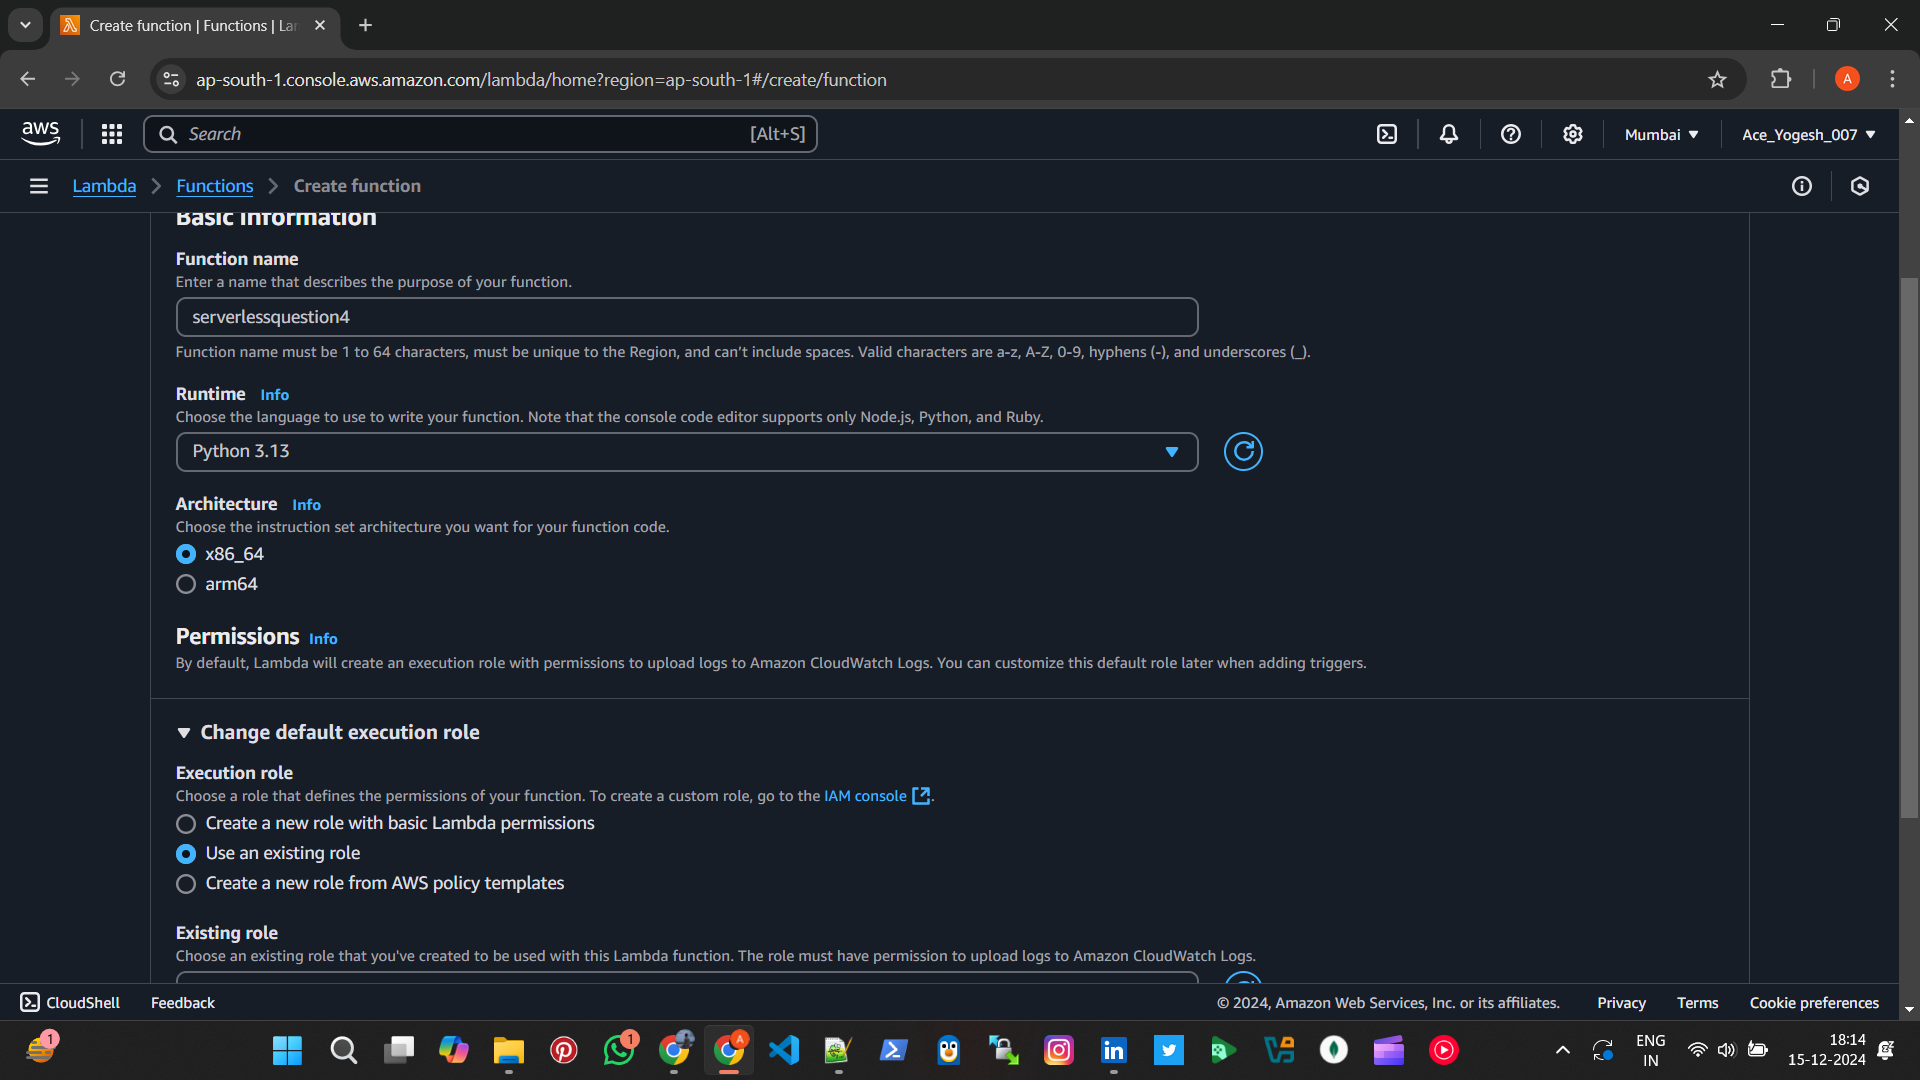 Create function | Functions | Lar
ap-south-1.console.aws.amazon.com/lambda/home?region=ap-south-1#/create/function
A
aws
Search
[Alt+S]
Mumbai
Ace_Yogesh_007
Lambda
Functions
Create function
Basic information
Function name
Enter a name that describes the purpose of your function.
serverlessquestion4
Function name must be 1 to 64 characters, must be unique to the Region, and can't include spaces. Valid characters are a-z, A-Z, 0-9, hyphens (-), and underscores (_).
Runtime Info
Choose the language to use to write your function. Note that the console code editor supports only Node.js, Python, and Ruby.
Python 3.13
Architecture Info
Choose the instruction set architecture you want for your function code.
x86_64
arm64
Permissions Info
By default, Lambda will create an execution role with permissions to upload logs to Amazon CloudWatch Logs. You can customize this default role later when adding triggers.
Change default execution role
Execution role
Choose a role that defines the permissions of your function. To create a custom role, go to the IAM console.
Create a new role with basic Lambda permissions
Use an existing role
Create a new role from AWS policy templates
Existing role
Choose an existing role that you've created to be used with this Lambda function. The role must have permission to upload logs to Amazon CloudWatch Logs.
CloudShell
Feedback
© 2024, Amazon Web Services, Inc. or its affiliates.
Privacy
Terms
Cookie preferences
1
1
A
in
ENG
IN
18:14
15-12-2024